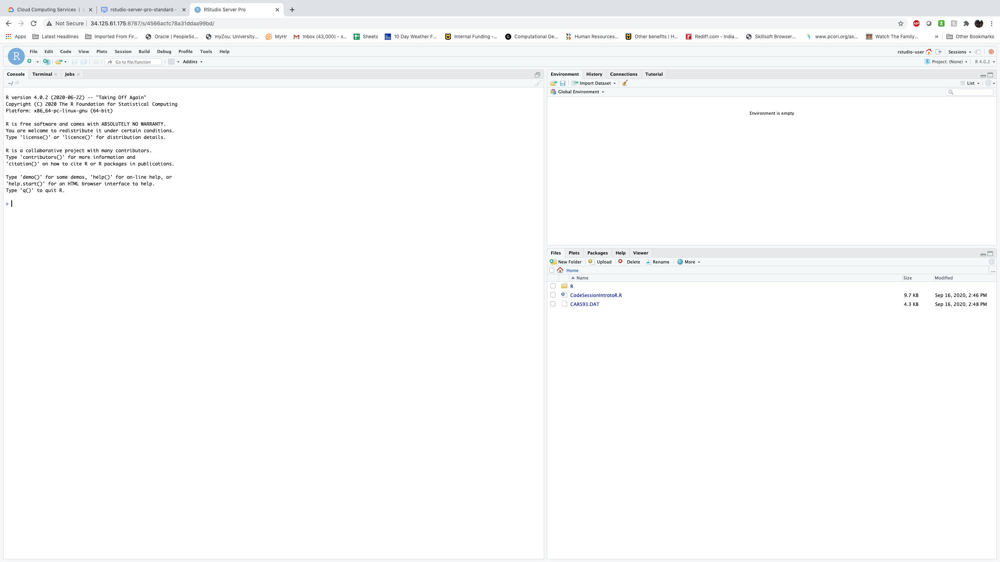 Cloud Computing Services | G
rstudio-server-pro-standard –
RStudio Server Pro
Not Secure
34.125.61.175:8787/s/4566acfc78a31ddaa99bd/
Apps
Latest Headlines
Imported From Fir...
Oracle | PeopleSo...
myZou: University...
MyHr
Inbox (43,000) - s...
Sheets
10 Day Weather F...
Internal Funding -...
Computational Ge...
Human Resources...
Other benefits | H...
Rediff.com - India...
Skillsoft Browser...
www.pcori.org/as...
Watch The Family...
»
Other Bookmarks
R
File Edit Code View Plots Session Build Debug Profile Tools Help
rstudio-user
Sessions
Go to file/function
Addins
Project: (None)
R 4.0.2
Console Terminal Jobs
~/
R version 4.0.2 (2020-06-22) -- "Taking Off Again"
Copyright (C) 2020 The R Foundation for Statistical Computing
Platform: x86_64-pc-linux-gnu (64-bit)
R is free software and comes with ABSOLUTELY NO WARRANTY.
You are welcome to redistribute it under certain conditions.
Type 'license()' or 'licence()' for distribution details.
R is a collaborative project with many contributors.
Type 'contributors()' for more information and
'citation()' on how to cite R or R packages in publications.
Type 'demo()' for some demos, 'help()' for on-line help, or
'help.start()' for an HTML browser interface to help.
Type 'q()' to quit R.
>
Environment History Connections Tutorial
Import Dataset
List
Global Environment
Environment is empty
Files Plots Packages Help Viewer
New Folder Upload Delete Rename More
Home
...
Name Size Modified
R
CodeSessionIntrotoR.R 9.7 KB Sep 16, 2020, 2:46 PM
CARS93.DAT 4.3 KB Sep 16, 2020, 2:48 PM